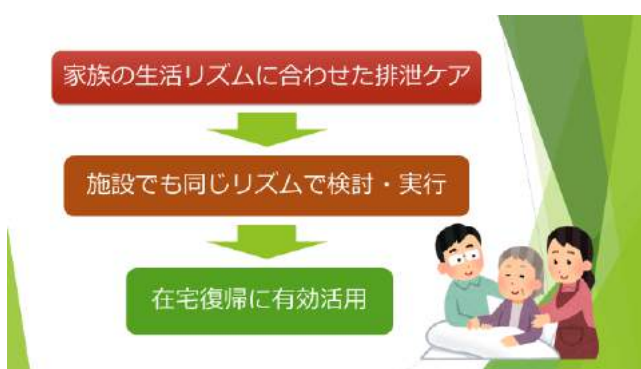 家族の生活リズムに合わせた排泄ケア
施設でも同じリズムで検討・実行
在宅復帰に有効活用